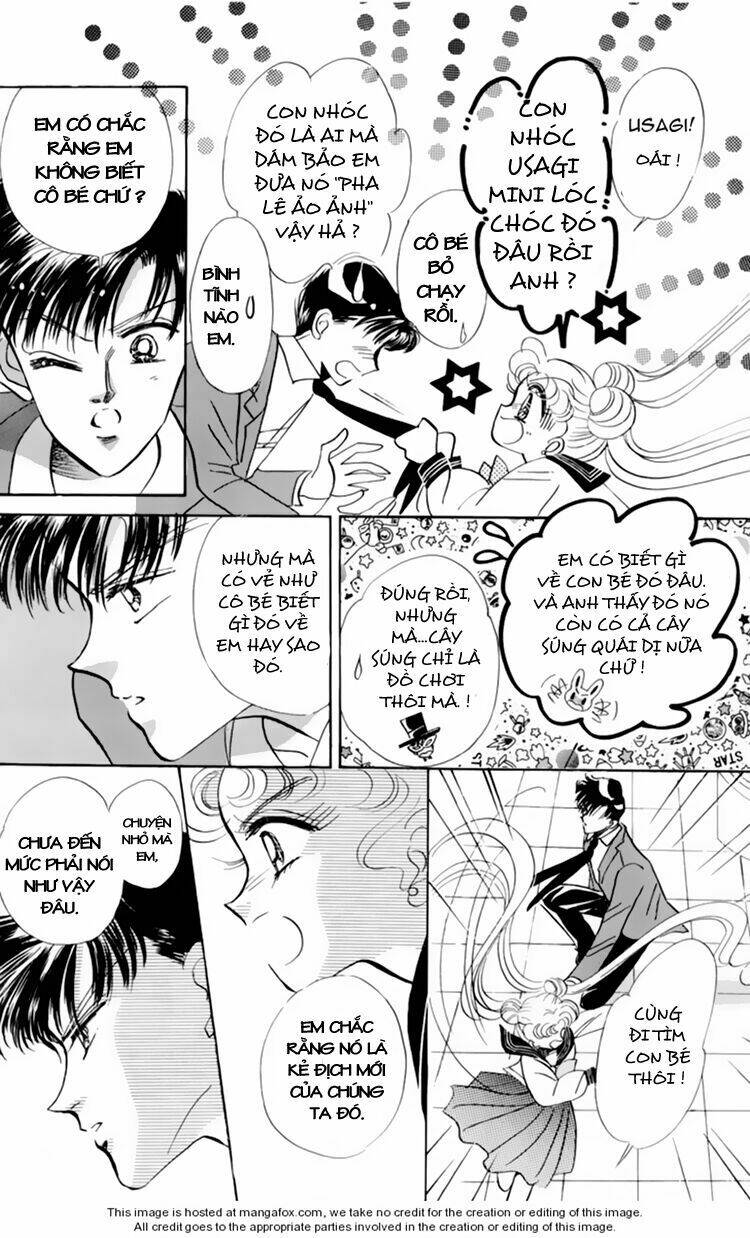 USAGI!
OÁI !
CON
NHÓC
USAGI
MINI LÓC
CHÓC ĐÓ
ĐÂU RỒI
ANH ?
CÔ BÉ
BỎ
CHẠY
RỒI.
CON NHÓC
ĐÓ LÀ AI MÀ
DÁM BẢO EM
ĐƯA NÓ "PHA
LÊ ẢO ẢNH"
VẬY HẢ ?
BÌNH
TĨNH
NÀO
EM.
EM CÓ CHẮC
RẰNG EM
KHÔNG BIẾT
CÔ BÉ CHỨ ?
EM CÓ BIẾT GÌ
VỀ CON BÉ ĐÓ ĐÂU.
VÀ ANH THẤY ĐÓ NÓ
CÒN CÓ CẢ CÂY
SÚNG QUÁI DỊ NỮA
CHỨ !
ĐÚNG RỒI,
NHƯNG
MÀ...CÂY
SÚNG CHỈ LÀ
ĐỒ CHƠI
THÔI MÀ. !
STAR
NHƯNG MÀ
CÓ VẺ NHƯ
CÔ BÉ BIẾT
GÌ ĐÓ VỀ
EM HAY SAO
ĐÓ.
CÙNG
ĐI TÌM
CON BÉ
THÔI !
EM CHẮC
RẰNG NÓ LÀ
KẺ ĐỊCH MỚI
CỦA CHÚNG
TA ĐÓ.
CHUYỆN
NHỎ MÀ
EM,
CHƯA ĐẾN
MỨC PHẢI NÓI
NHƯ VẬY
ĐÂU.
This image is hosted at mangafox.com, we take no credit for the creation or editing of this image.
All credit goes to the appropriate parties involved in the creation or editing of this image.